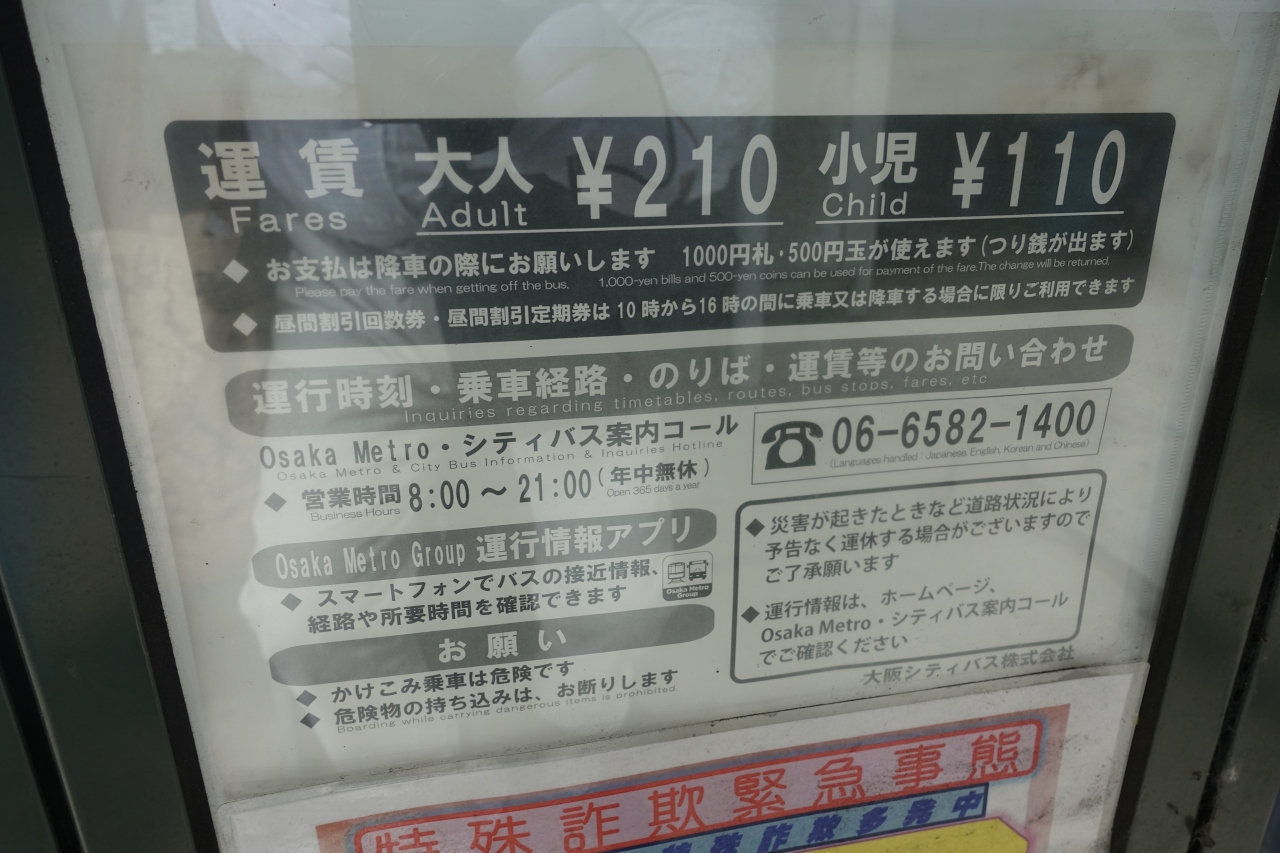 運賃 大人 ¥210 小児 ¥110
Fares Adult Child
◆ お支払は降車の際にお願いします 1000円札・500円玉が使えます(つり銭が出ます)
Please pay the fare when getting off the bus. 1,000-yen bills and 500-yen coins can be used for payment of the fare.The change will be returned.
◆ 昼間割引回数券・昼間割引定期券は10時から16時の間に乗車又は降車する場合に限りご利用できます
運行時刻・乗車経路・のりば・運賃等のお問い合わせ
Inquiries regarding timetables, routes, bus stops, fares, etc
Osaka Metro・シティバス案内コール
Osaka Metro & City Bus Information & Inquiries Hotline
◆ 営業時間 8:00～21:00(年中無休)
Business Hours Open 365 days a year
06-6582-1400
(Languages handled : Japanese, English, Korean and Chinese)
Osaka Metro Group 運行情報アプリ
◆ スマートフォンでバスの接近情報、
経路や所要時間を確認できます
Osaka Metro
Group
お願い
◆ かけこみ乗車は危険です
◆ 危険物の持ち込みは、お断りします
Boarding while carrying dangerous items is prohibited.
◆ 災害が起きたときなど道路状況により
予告なく運休する場合がございますので
ご了承願います
◆ 運行情報は、ホームページ、
Osaka Metro・シティバス案内コール
でご確認ください
大阪シティバス株式会社
特殊詐欺緊急事態
特殊詐欺多発中